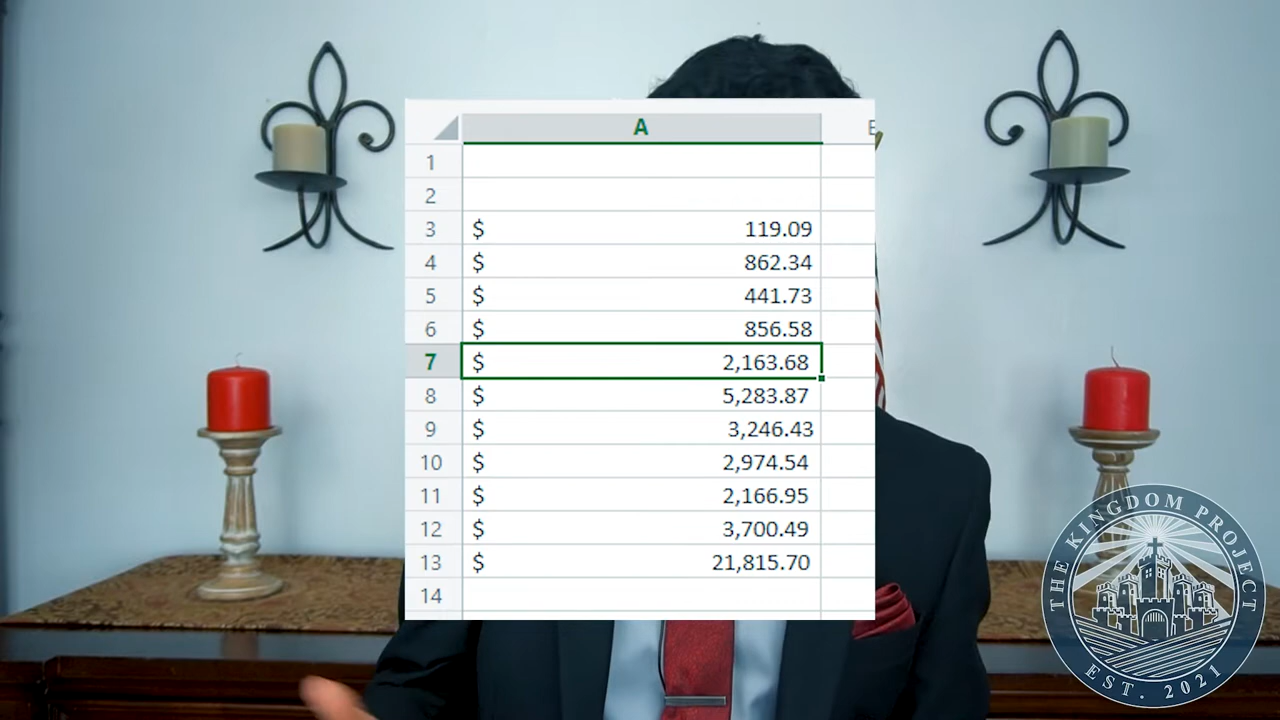 A
1
2
3 $ 119.09
4 $ 862.34
5 $ 441.73
6 $ 856.58
7 $ 2,163.68
8 $ 5,283.87
9 $ 3,246.43
10 $ 2,974.54
11 $ 2,166.95
12 $ 3,700.49
13 $ 21,815.70
14
THE KINGDOM PROJECT
EST. 2021